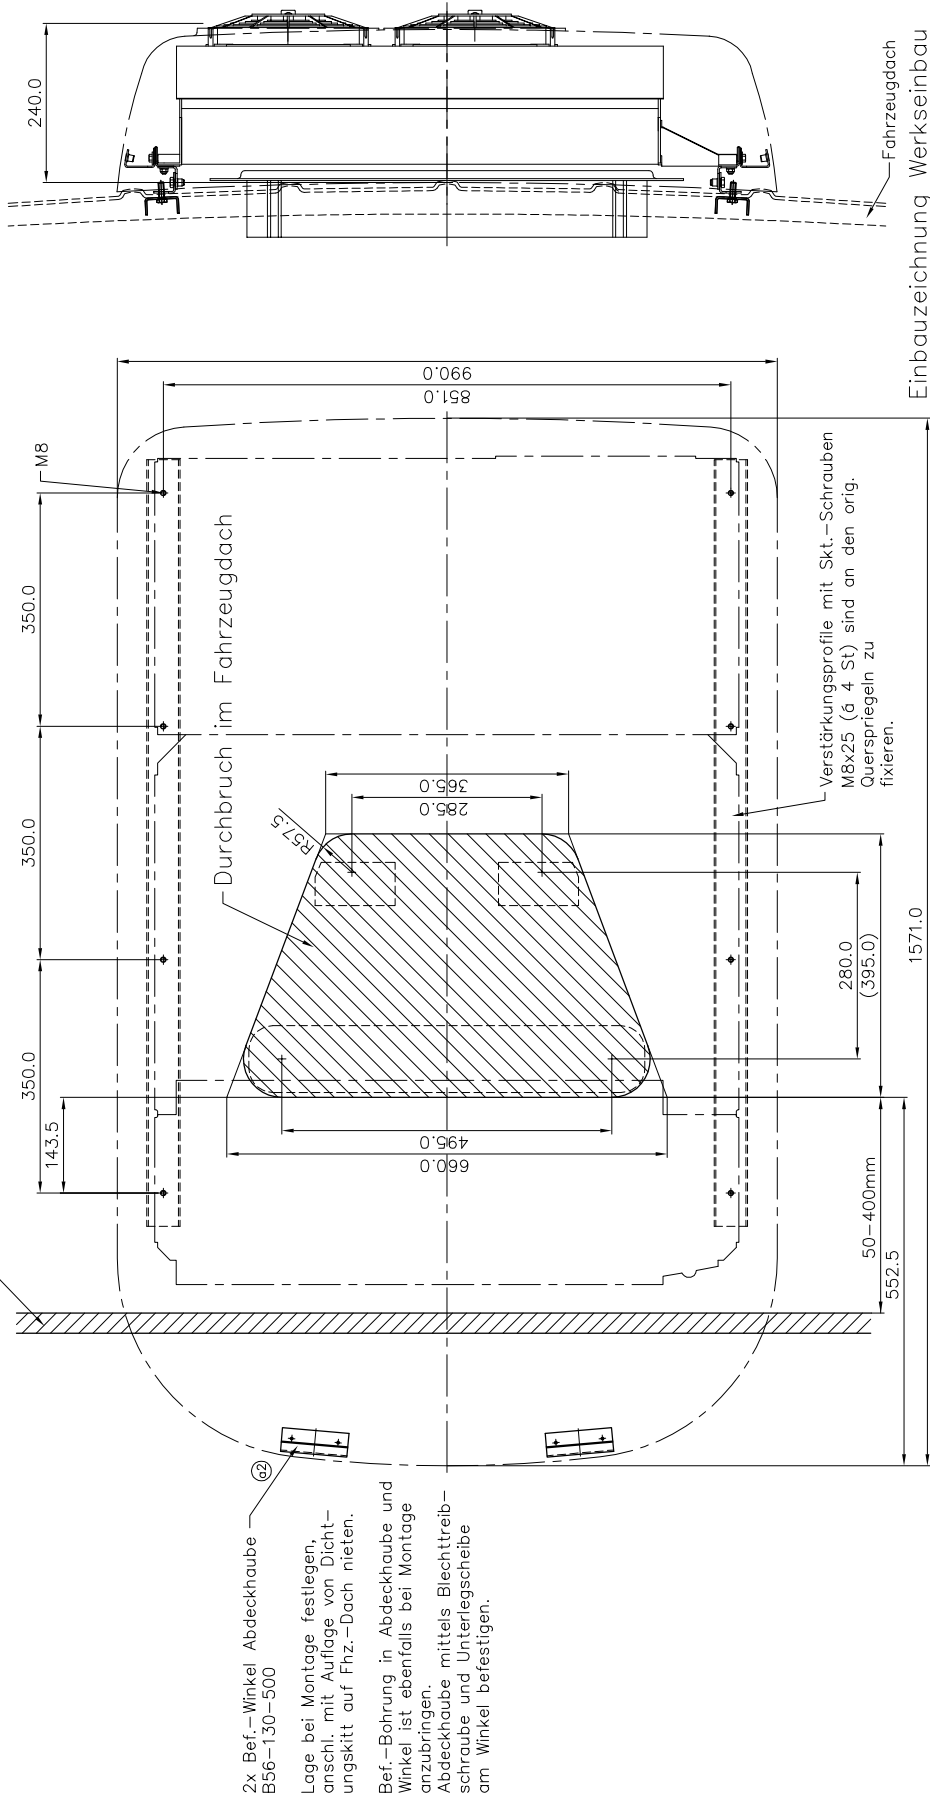 240.0
Fahrzeugdach
Einbauzeichnung Werkseinbau
990.0
851.0
M8
350.0
350.0
350.0
143.5
Durchbruch im Fahrzeugdach
R57.5
365.0
285.0
495.0
660.0
Verstärkungsprofile mit Skt.-Schrauben
M8x25 (á 4 St) sind an den orig.
Querspriegeln zu
fixieren.
280.0
(395.0)
1571.0
50-400mm
552.5
a2
2x Bef.-Winkel Abdeckhaube
B56-130-500
Lage bei Montage festlegen,
anschl. mit Auflage von Dicht-
ungskitt auf Fhz.-Dach nieten.
Bef.-Bohrung in Abdeckhaube und
Winkel ist ebenfalls bei Montage
anzubringen.
Abdeckhaube mittels Blechttreib-
schraube und Unterlegscheibe
am Winkel befestigen.